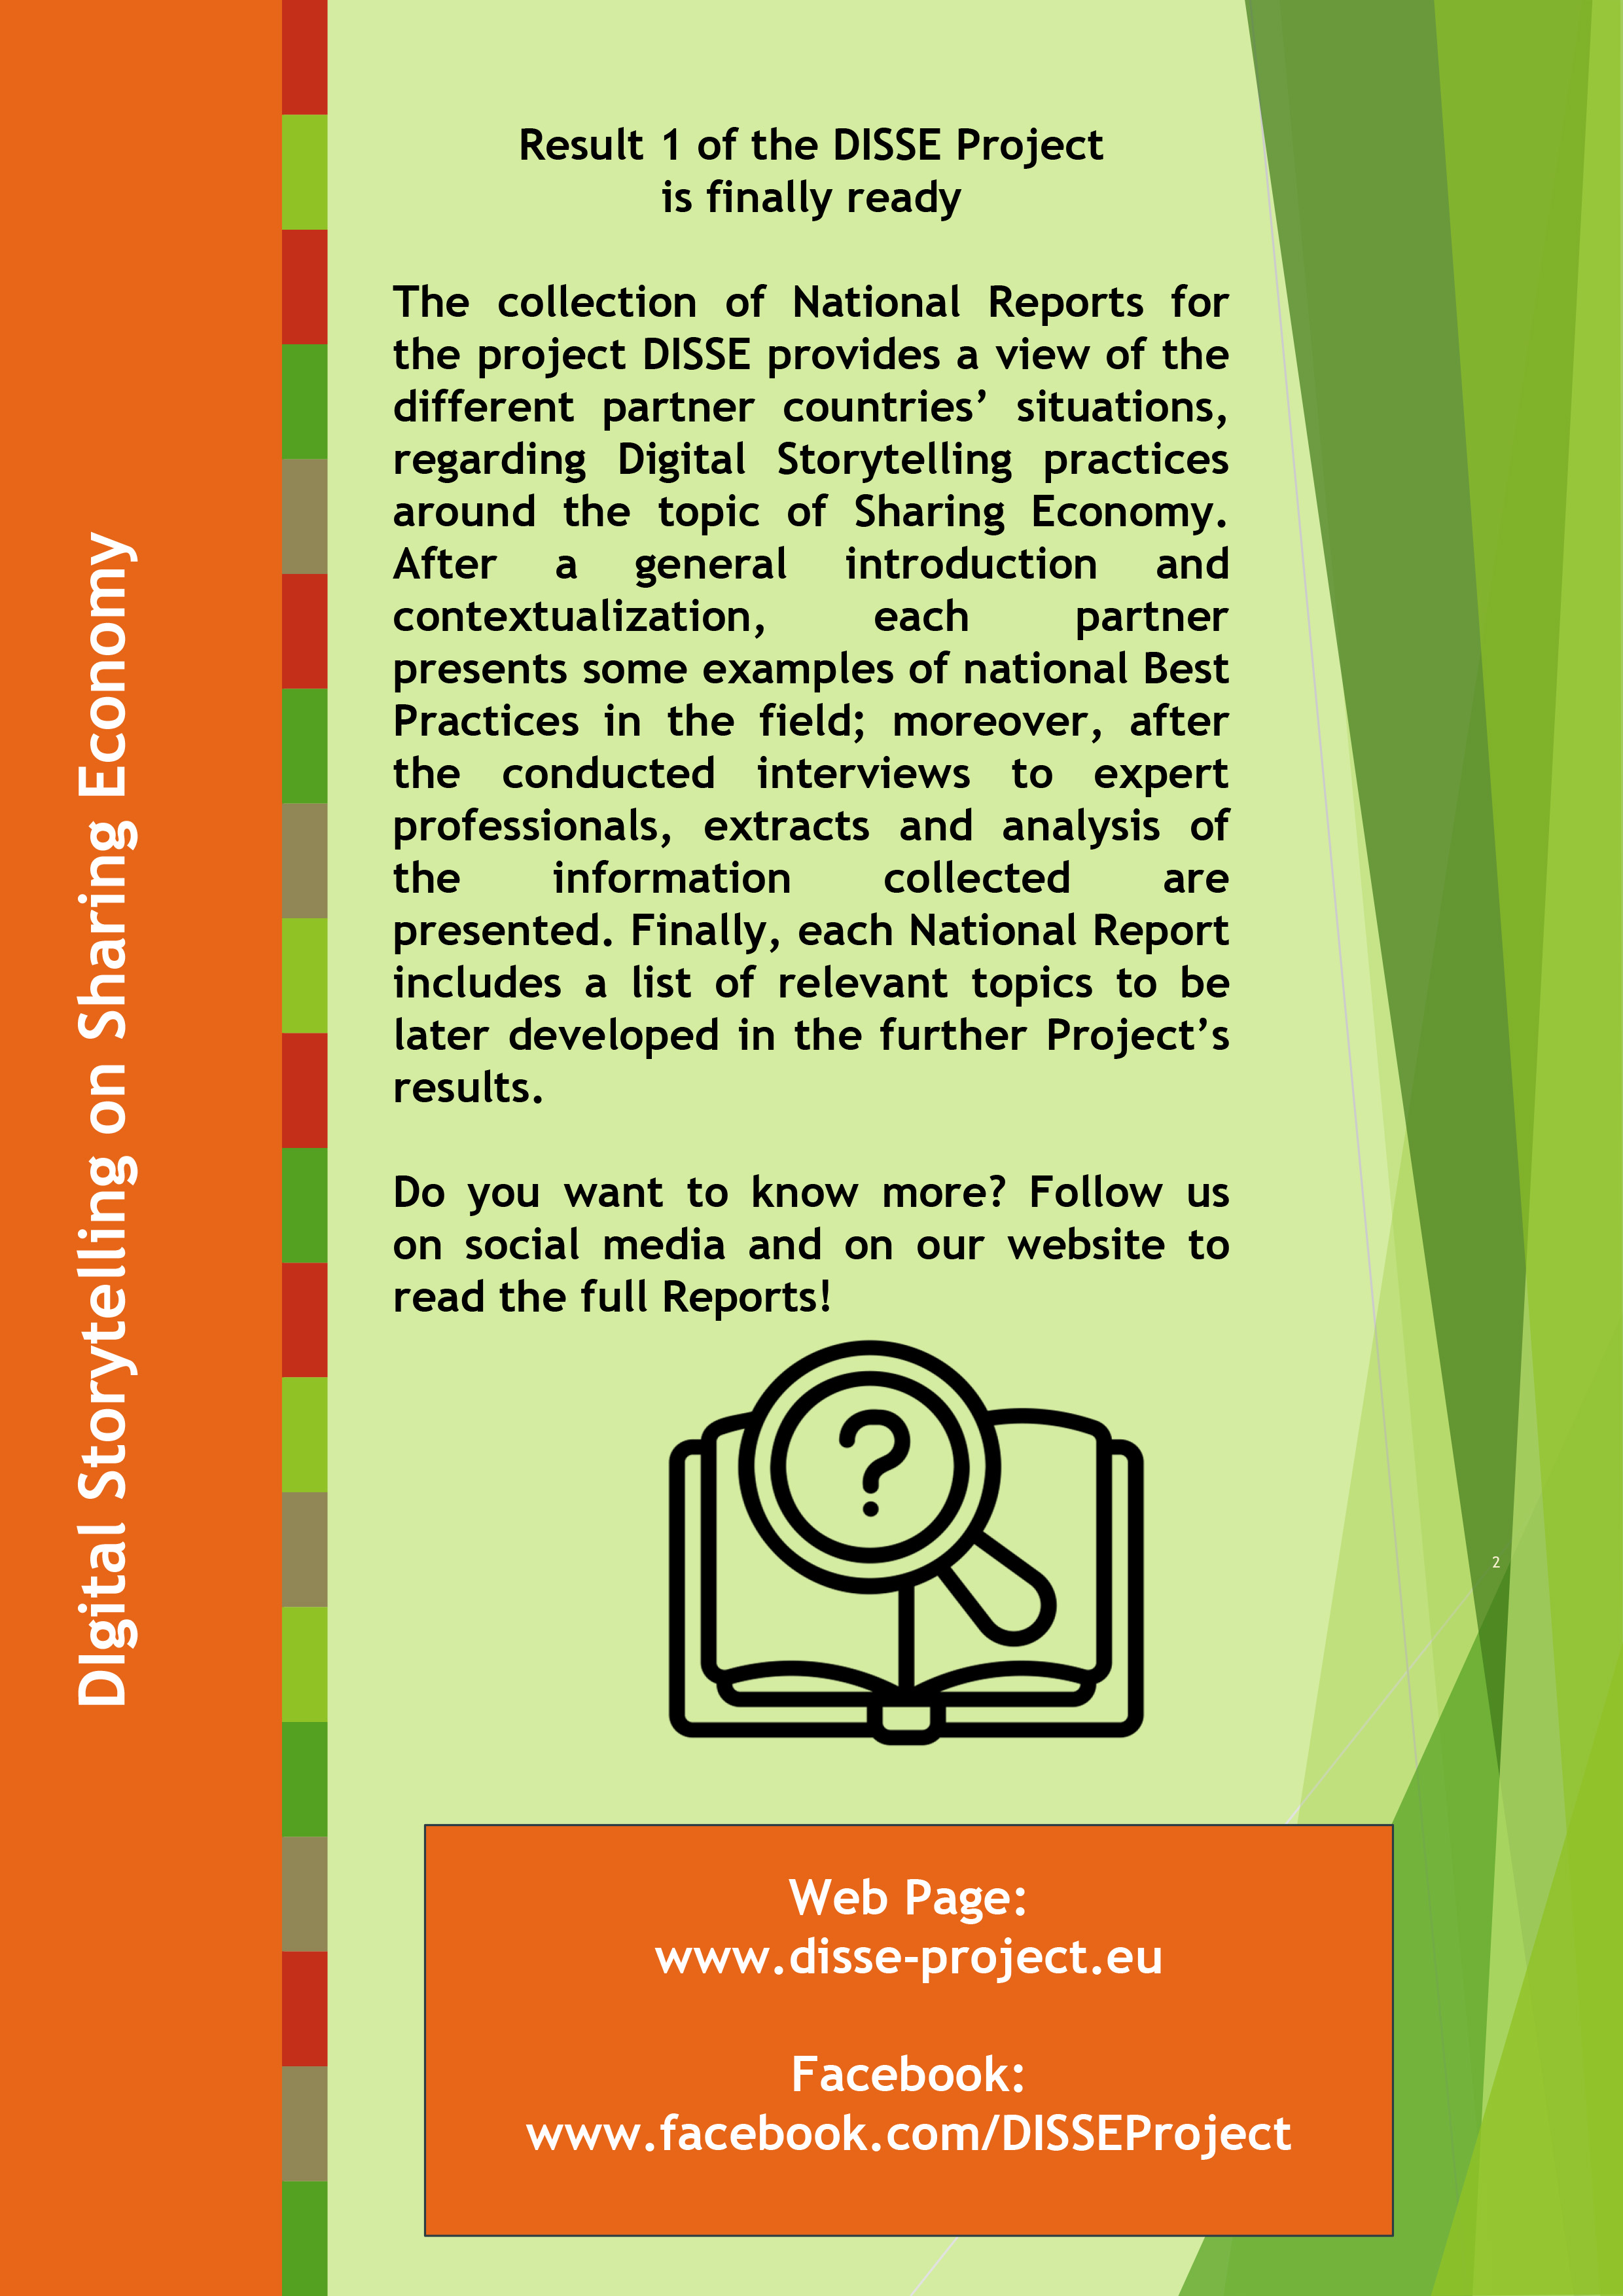 DIgital Storytelling on Sharing Economy
Result 1 of the DISSE Project
is finally ready
The collection of National Reports for
the project DISSE provides a view of the
different partner countries’ situations,
regarding Digital Storytelling practices
around the topic of Sharing Economy.
After a general introduction and
contextualization, each partner
presents some examples of national Best
Practices in the field; moreover, after
the conducted interviews to expert
professionals, extracts and analysis of
the information collected are
presented. Finally, each National Report
includes a list of relevant topics to be
later developed in the further Project’s
results.
Do you want to know more? Follow us
on social media and on our website to
read the full Reports!
?
2
Web Page:
www.disse-project.eu
Facebook:
www.facebook.com/DISSEProject